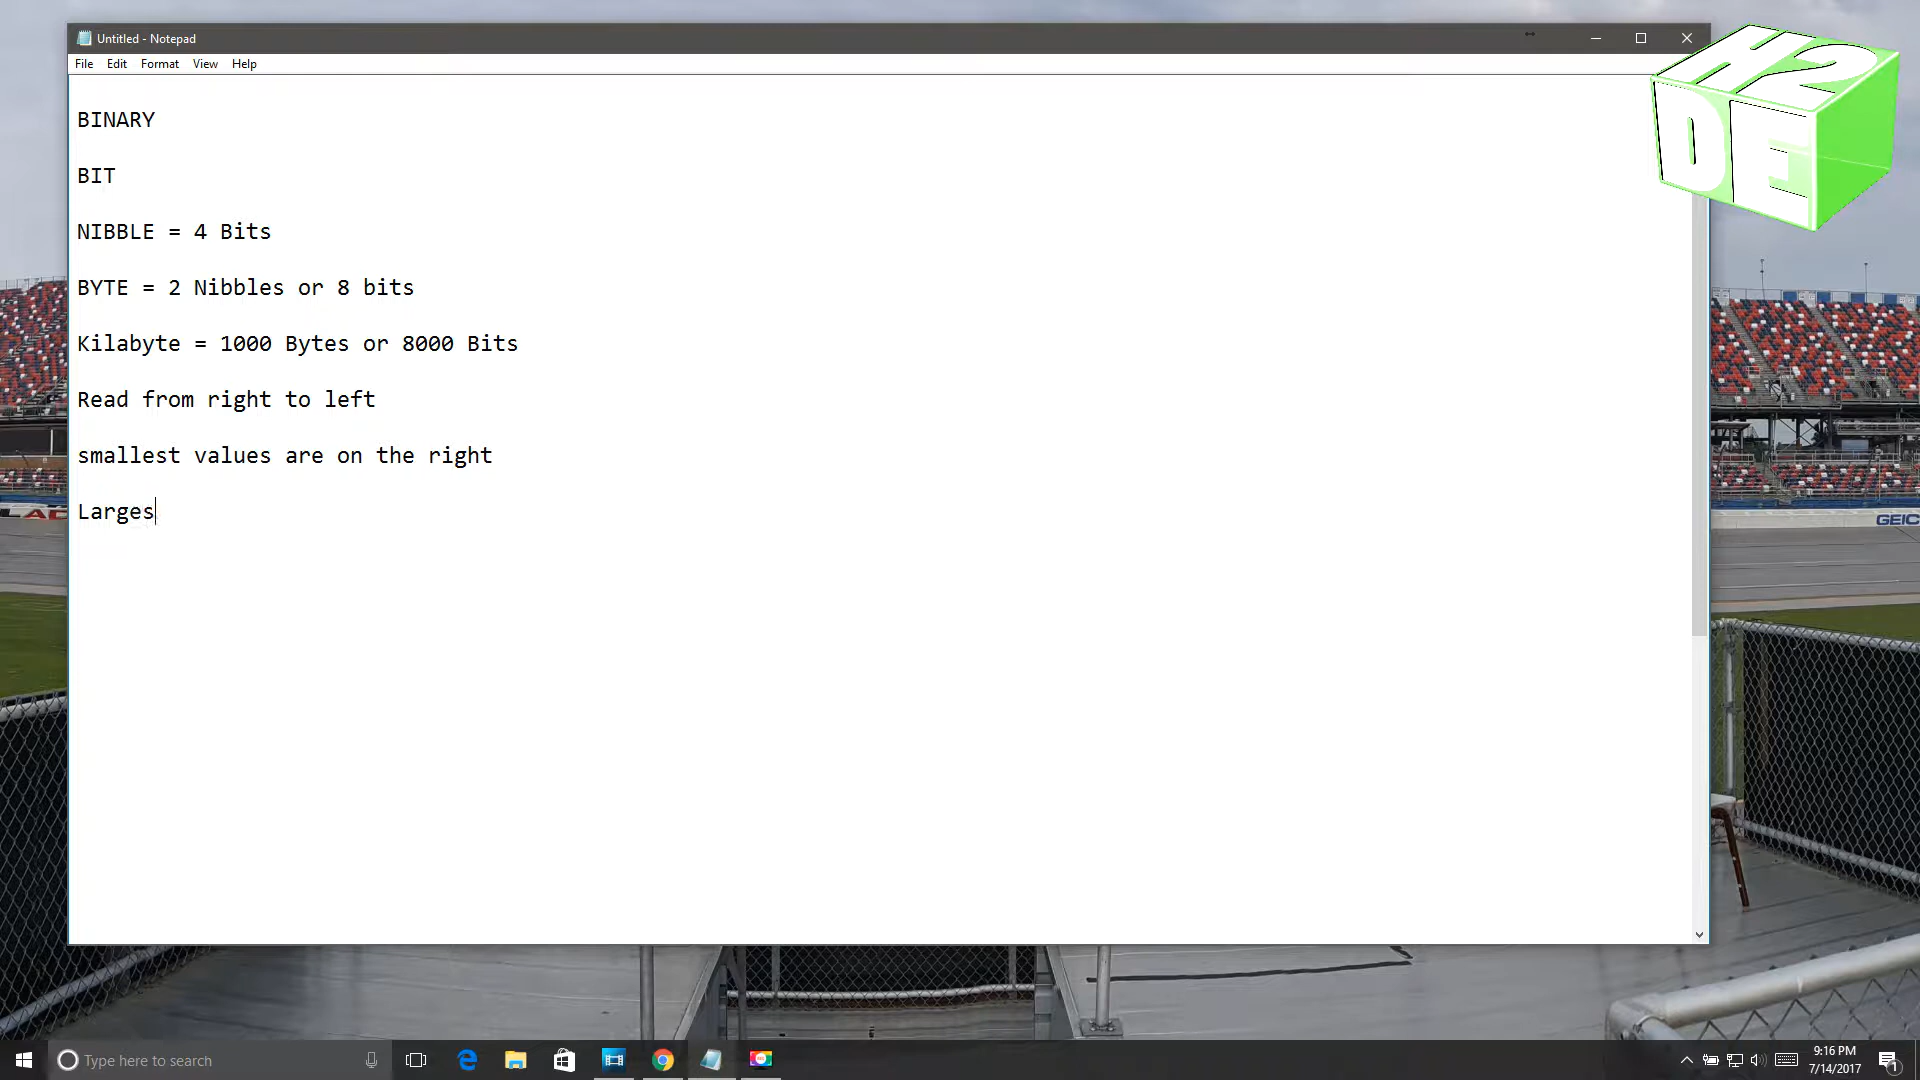 Untitled - Notepad
File Edit Format View Help
H2
DE
BINARY
BIT
NIBBLE = 4 Bits
BYTE = 2 Nibbles or 8 bits
Kilabyte = 1000 Bytes or 8000 Bits
Read from right to left
smallest values are on the right
Larges
GEIC
Type here to search
9:16 PM
7/14/2017
1